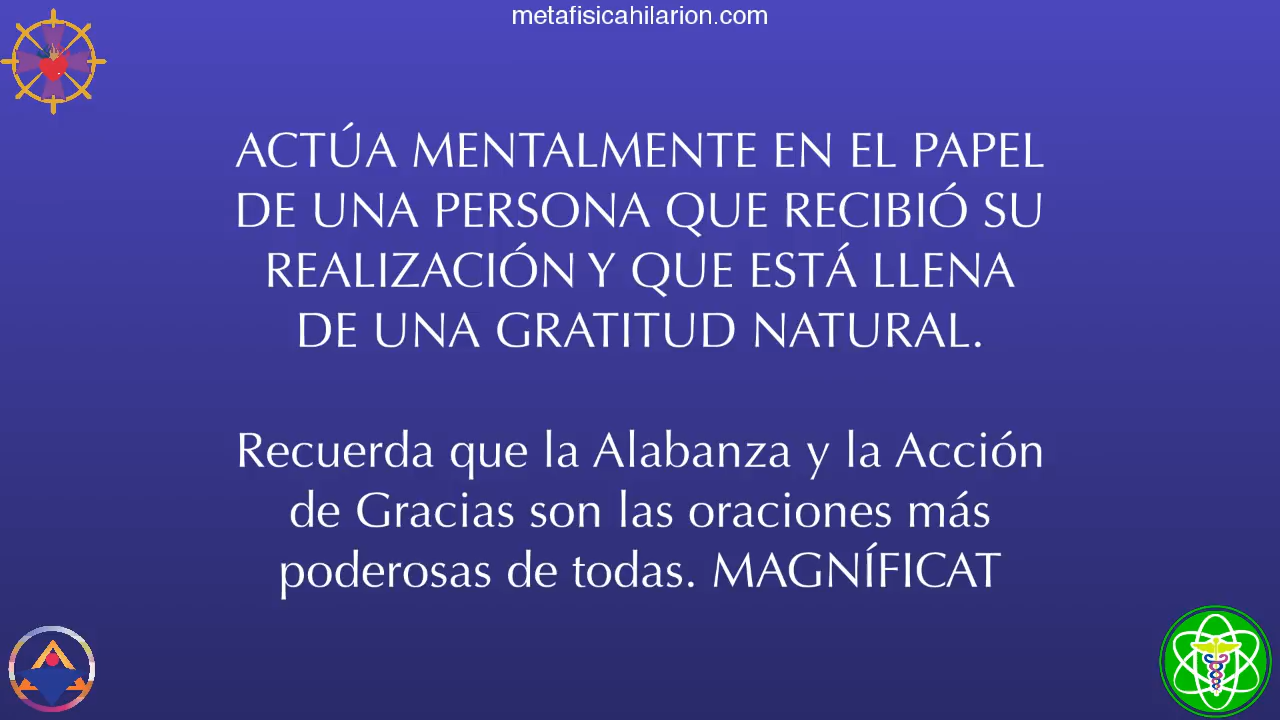 metafisicahilarion.com
ACTÚA MENTALMENTE EN EL PAPEL
DE UNA PERSONA QUE RECIBIÓ SU
REALIZACIÓN Y QUE ESTÁ LLENA
DE UNA GRATITUD NATURAL.
Recuerda que la Alabanza y la Acción
de Gracias son las oraciones más
poderosas de todas. MAGNÍFICAT